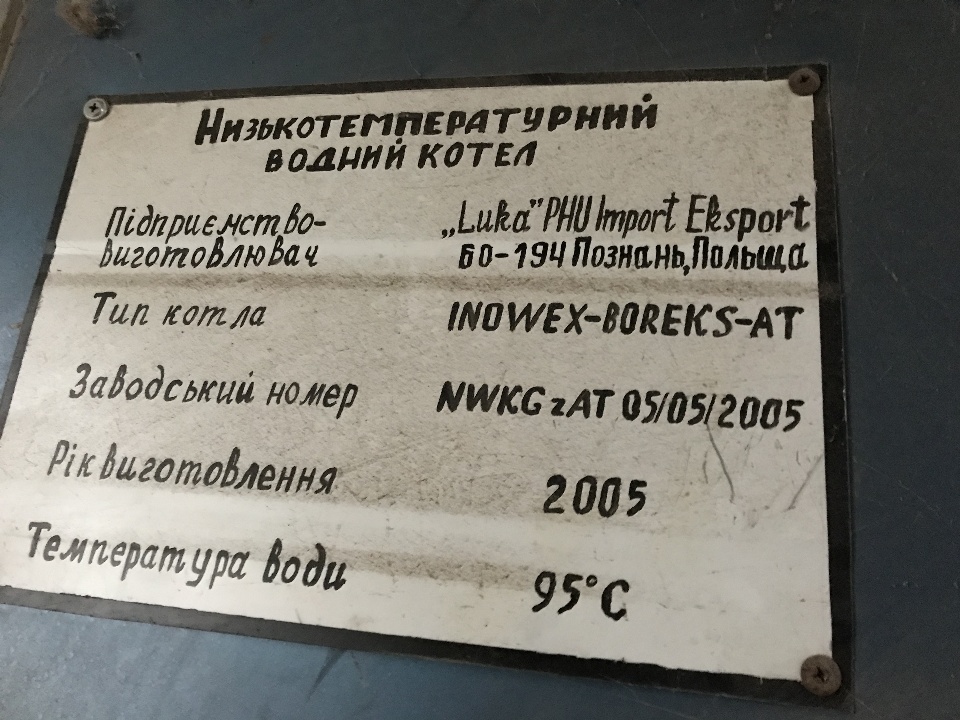 Низькотемпературний
водний котел
Підприємство-
виготовлювач
„Luka” PHU Import Eksport
60-194 Познань, Польща
Тип котла INOWEX-BOREKS-AT
Заводський номер NWKG zAT 05/05/2005
Рік виготовлення 2005
Температура води 95°C